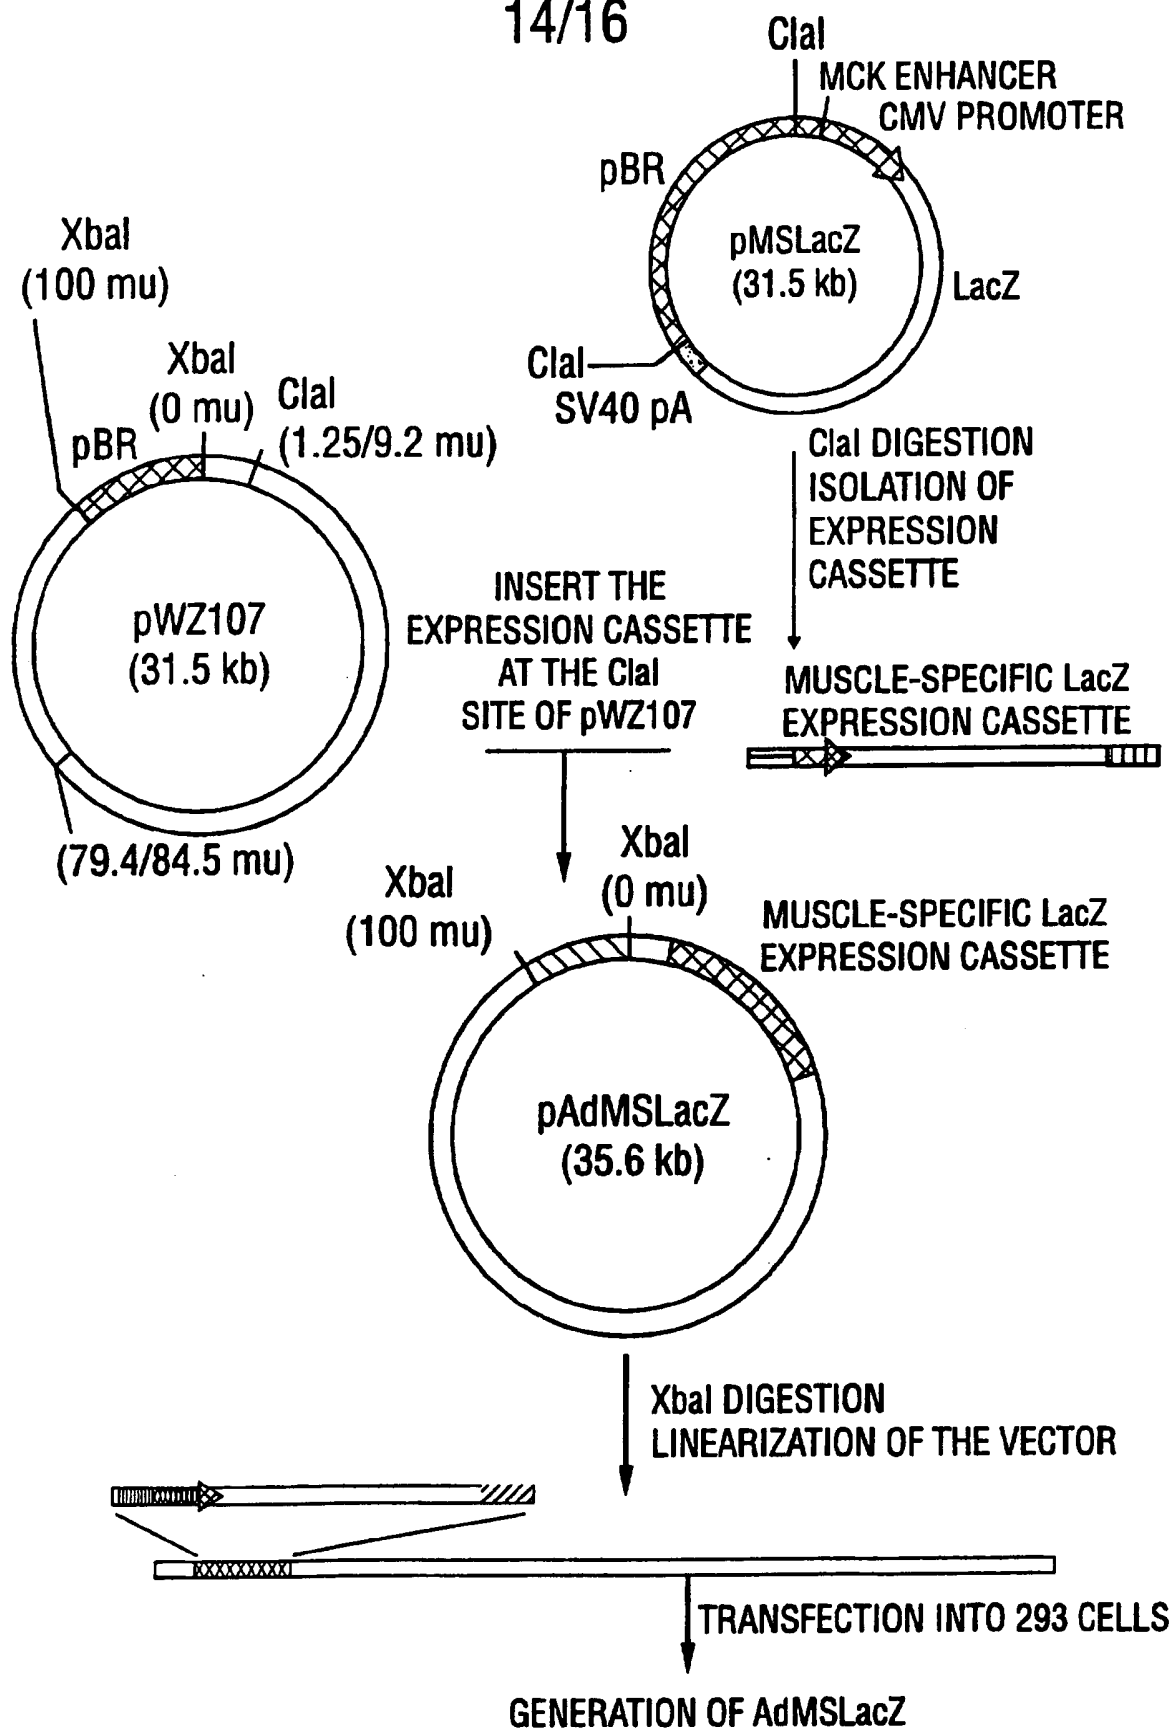 14/16
ClaI
MCK ENHANCER
CMV PROMOTER
pBR
pMSLacZ
(31.5 kb)
LacZ
ClaI
SV40 pA
XbaI
(100 mu)
XbaI
(0 mu)
ClaI
(1.25/9.2 mu)
pBR
pWZ107
(31.5 kb)
(79.4/84.5 mu)
ClaI DIGESTION
ISOLATION OF
EXPRESSION
CASSETTE
INSERT THE
EXPRESSION CASSETTE
AT THE ClaI
SITE OF pWZ107
MUSCLE-SPECIFIC LacZ
EXPRESSION CASSETTE
XbaI
(100 mu)
XbaI
(0 mu)
MUSCLE-SPECIFIC LacZ
EXPRESSION CASSETTE
pAdMSLacZ
(35.6 kb)
XbaI DIGESTION
LINEARIZATION OF THE VECTOR
TRANSFECTION INTO 293 CELLS
GENERATION OF AdMSLacZ